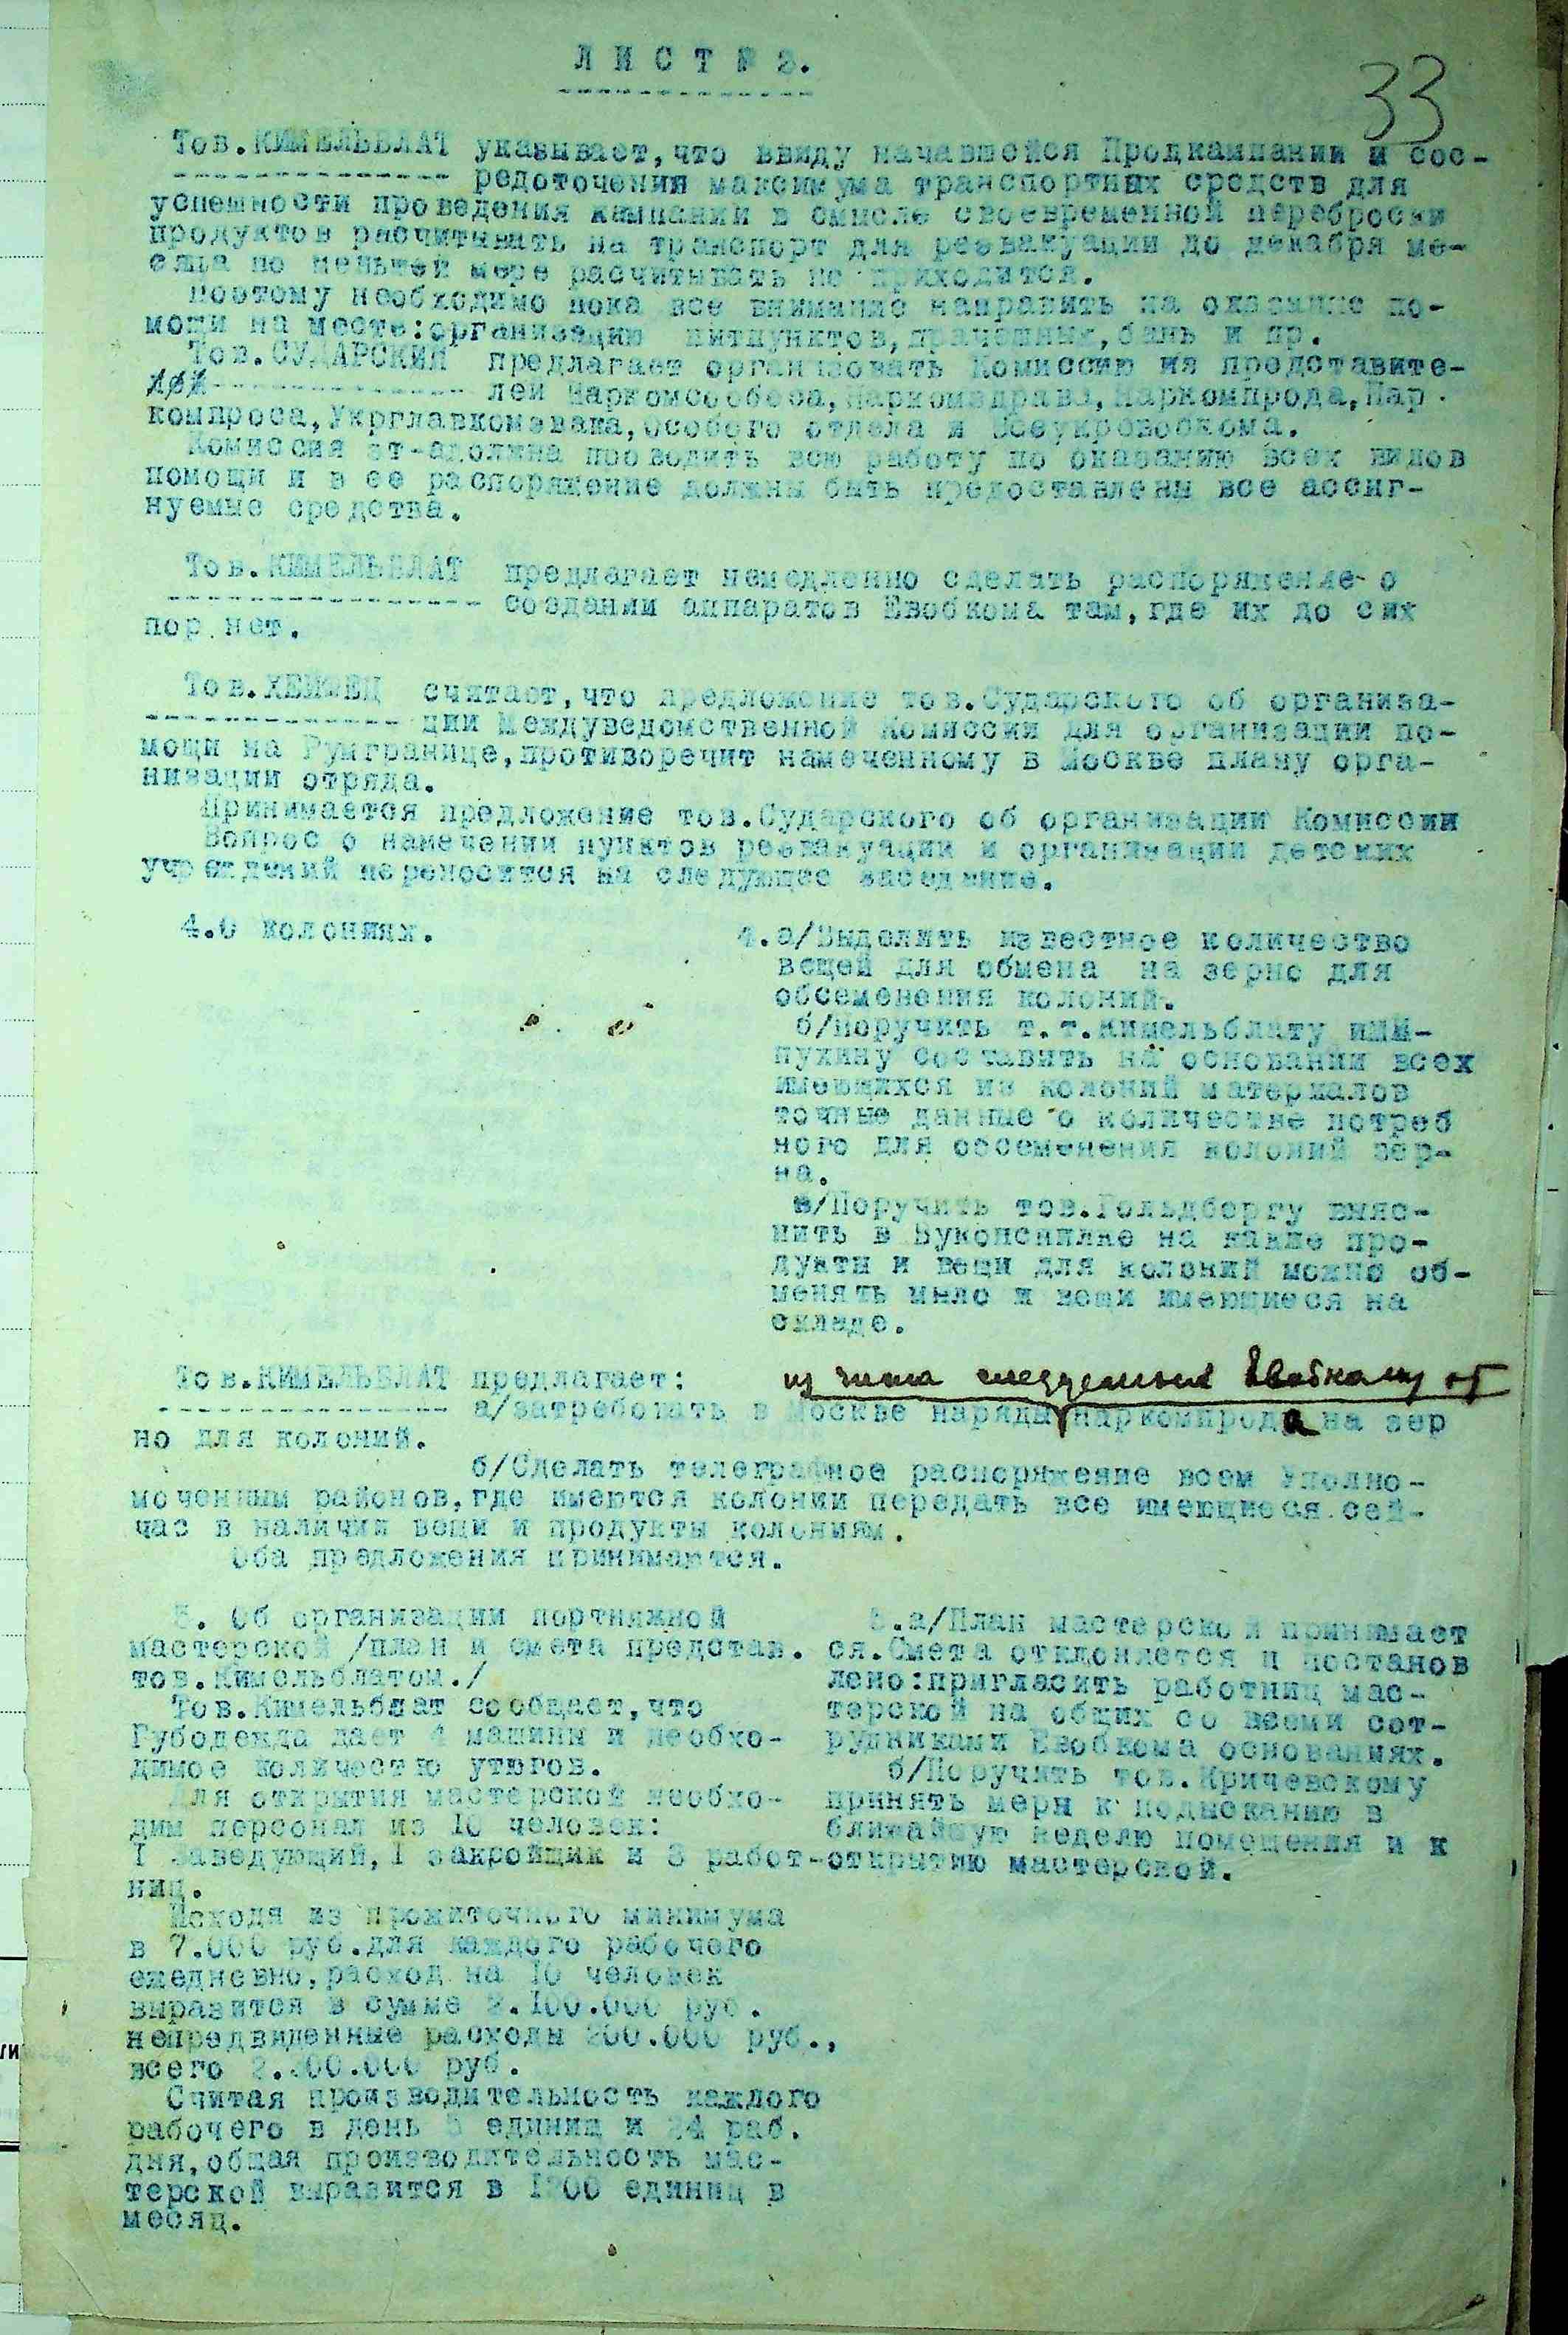 ЛИСТ № 2.
33
Тов.КИМЕЛЬБЛАТ указывает,что ввиду начавшейся Продкампании и сос-
редоточения максимума транспортных средств для
успешности проведения кампании в смысле своевременной переброски
продуктов расчитывать на транспорт для реэвакуации до декабря ме-
сяца по меньшей мере расчитывать не приходится.
Поэтому необходимо пока все внимание направить на оказание по-
мощи на месте:организацию питпунктов,прачешных,бань и пр.
Тов.СУДАРСКИЙ предлагает организовать Комиссию из представите-
лей Наркомсобеса,Наркомздрава,Наркомпрода,Нар
компроса,Укрглавкомэвака,Особого отдела и Всеукровобкома.
Комиссия эт-а должна проводить всю работу по оказанию всех видов
помощи и в ее распоряжение должны быть предоставлены все ассиг-
нуемые средства.
Тов.КИМЕЛЬБЛАТ предлагает немедленно сделать распоряжение о
создании аппаратов Евобкома там,где их до сих
пор нет.
Тов.ХЕЙФЕЦ считает,что предложение тов.Сударского об организа-
ции Междуведомственной Комиссии для организации по-
мощи на Румгранице,противоречит намеченному в Москве плану орга-
низации отряда.
Принимается предложение тов.Сударского об организации Комиссии
Вопрос о намечении пунктов реэвакуации и организации детских
учреждений переносится на следующее заседание.
4.О колониях.
4.а/Выделить известное количество
вещей для обмена на зерно для
обсеменения колоний.
б/Поручить т.т.Кимельблату и
пухину составить на основании всех
имеющихся из колоний материалов
точные данные о количестве потреб
ного для обсеменения колоний зер-
на.
в/Поручить тов.Гольдбергу выяс-
нить в Вукопспилке на какие про-
дукты и вещи для колоний можно об-
менять мыло и вещи имеющиеся на
складе.
Тов.КИМЕЛЬБЛАТ предлагает:
из числа следуемых Евобкому от
а/затребовать в Москве наряды наркомпрода на зер
но для колоний.
б/Сделать телеграфное распоряжение всем Уполно-
моченным районов,где имеются колонии передать все имеющиеся сей-
час в наличии вещи и продукты колониям.
Оба предложения принимаются.
5. Об организации портняжной
мастерской /план и смета представ.
тов.Кимельблатом./
Тов.Кимельблат сообщает,что
Губодежда дает 4 машины и необхо-
димое количество утюгов.
Для открытия мастерской необхо-
дим персонал из 10 человек:
I Заведующий,I закройщик и 8 работ-
ниц.
Исходя из прожиточного минимума
в 7.000 руб.для каждого рабочего
ежедневно,расход на 10 человек
выразится в сумме 2.100.000 руб.
непредвиденные расходы 200.000 руб.,
всего 2.300.000 руб.
Считая производительность каждого
рабочего в день 5 единиц и 24 раб.
дня,общая производительность мас-
терской выразится в 1200 единиц в
месяц.
5.а/План мастерской принимает
ся.Смета отклоняется и постанов
лено:пригласить работниц мас-
терской на общих со всеми сот-
рудниками Евобкома основаниях.
б/Поручить тов.Кричевскому
принять меры к подысканию в
ближайшую неделю помещения и к
открытию мастерской.